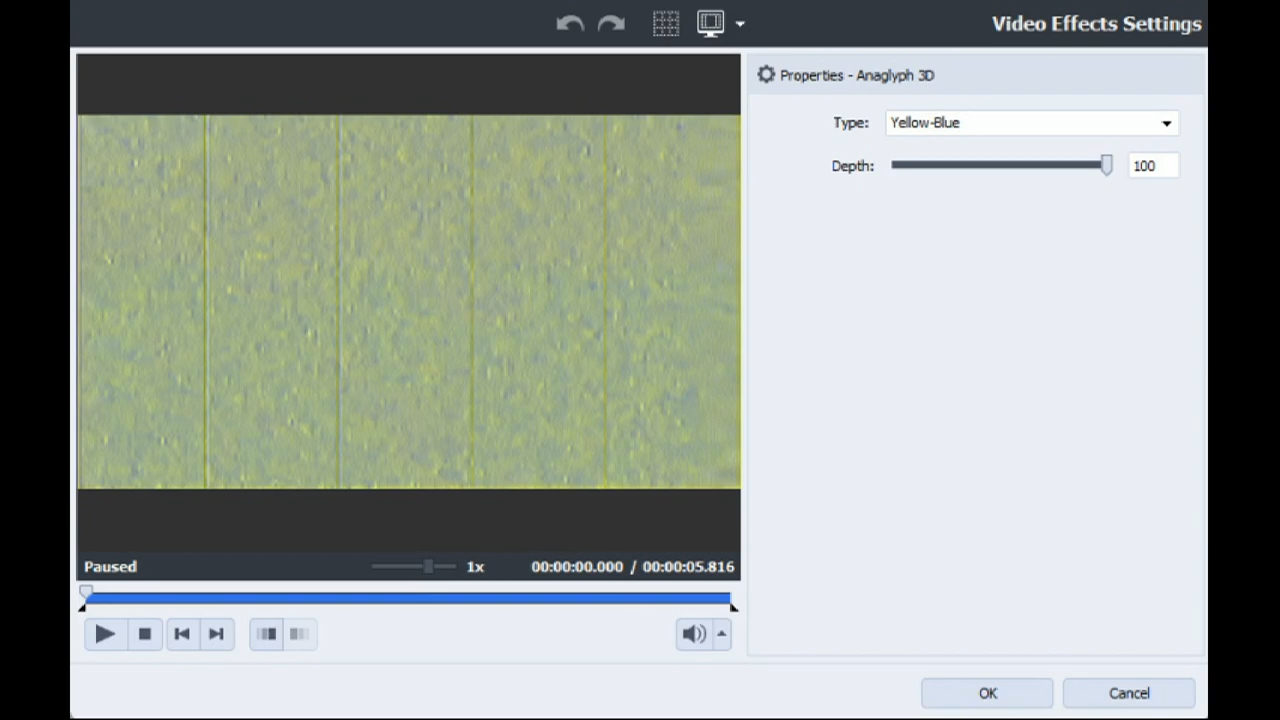 Video Effects Settings
Properties - Anaglyph 3D
Type: Yellow-Blue
Depth: 100
Paused 1x 00:00:00.000 / 00:00:05.816
OK Cancel